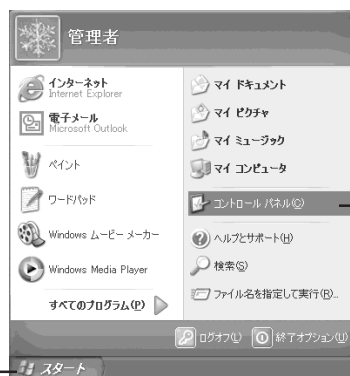 管理者
インターネット
Internet Explorer
電子メール
Microsoft Outlook
ペイント
ワードパッド
Windows ムービー メーカー
Windows Media Player
すべてのプログラム(P)
マイ ドキュメント
マイ ピクチャ
マイ ミュージック
マイ コンピュータ
コントロール パネル(C)
ヘルプとサポート(H)
検索(S)
ファイル名を指定して実行(R)...
ログオフ(L)
終了オプション(U)
スタート